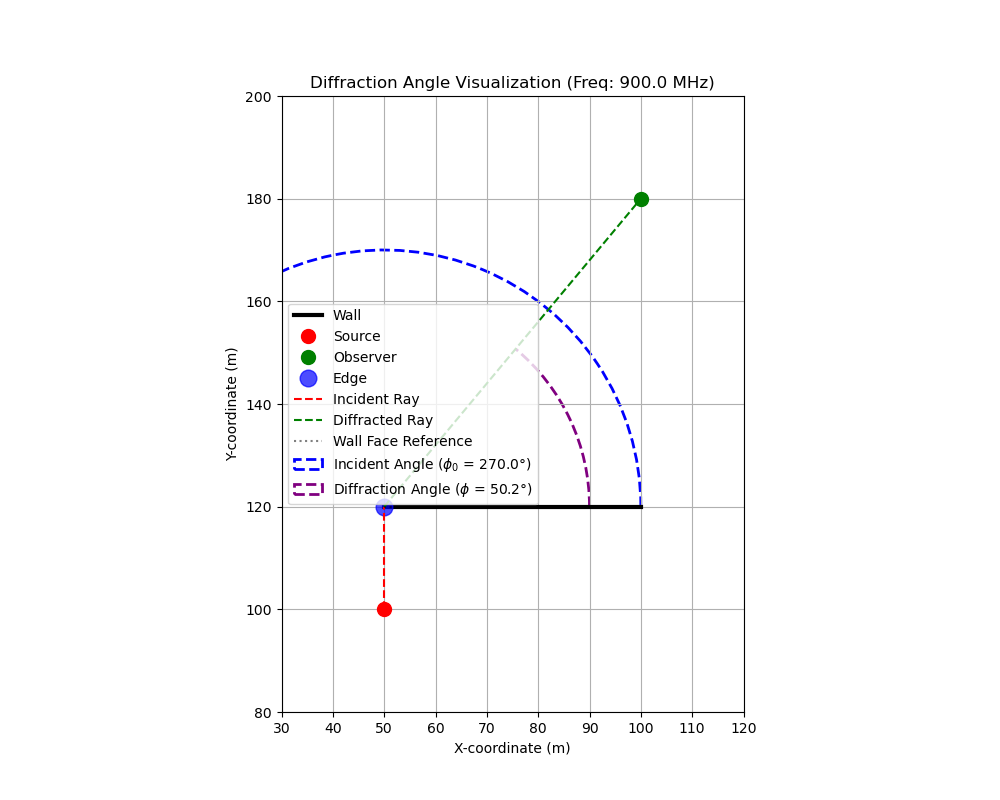 Diffraction Angle Visualization (Freq: 900.0 MHz)
200
180
160
140
120
100
80
Y-coordinate (m)
Wall
Source
Observer
Edge
Incident Ray
Diffracted Ray
Wall Face Reference
Incident Angle (ϕ₀ = 270.0°)
Diffraction Angle (ϕ = 50.2°)
30 40 50 60 70 80 90 100 110 120
X-coordinate (m)